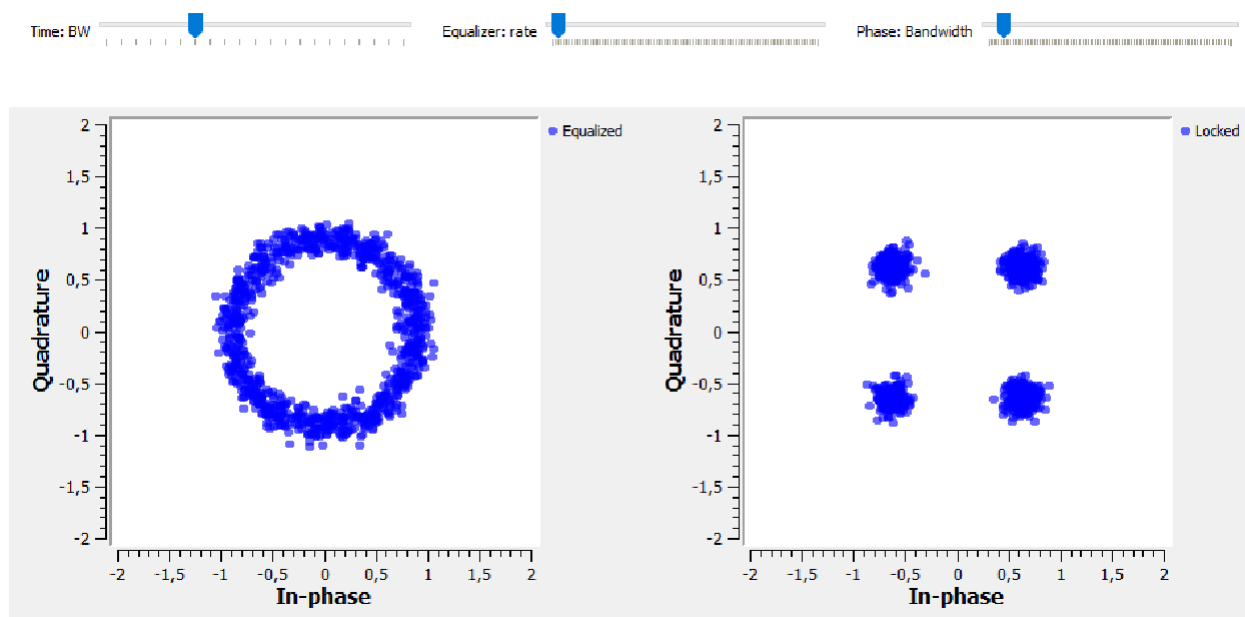 Time: BW
Equalizer: rate
Phase: Bandwidth
Equalized
2
1,5
1
0,5
0
-0,5
-1
-1,5
-2
Quadrature
-2 -1,5 -1 -0,5 0 0,5 1 1,5 2
In-phase
Locked
2
1,5
1
0,5
0
-0,5
-1
-1,5
-2
Quadrature
-2 -1,5 -1 -0,5 0 0,5 1 1,5 2
In-phase